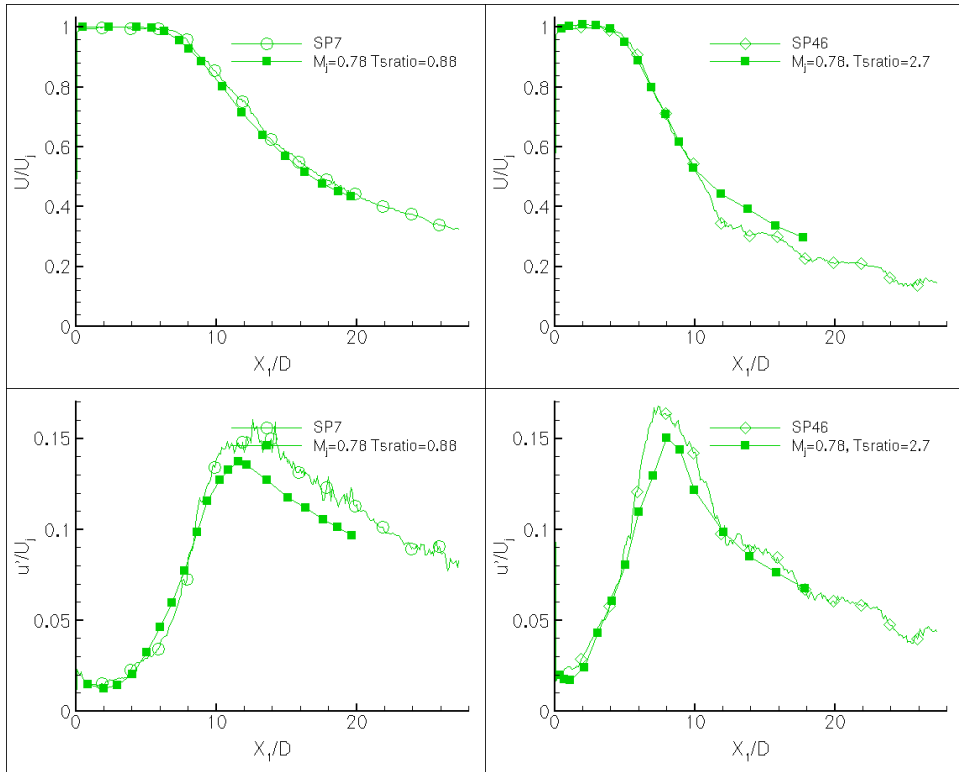 1
0.8
0.6
0.4
0.2
0
U/Uj
0
10
20
X1/D
SP7
Mj=0.78 Tsratio=0.88
1
0.8
0.6
0.4
0.2
0
U/Uj
0
10
20
X1/D
SP46
Mj=0.78. Tsratio=2.7
0.15
0.1
0.05
0
u'/Uj
0
10
20
X1/D
SP7
Mj=0.78 Tsratio=0.88
0.15
0.1
0.05
0
u'/Uj
0
10
20
X1/D
SP46
Mj=0.78, Tsratio=2.7